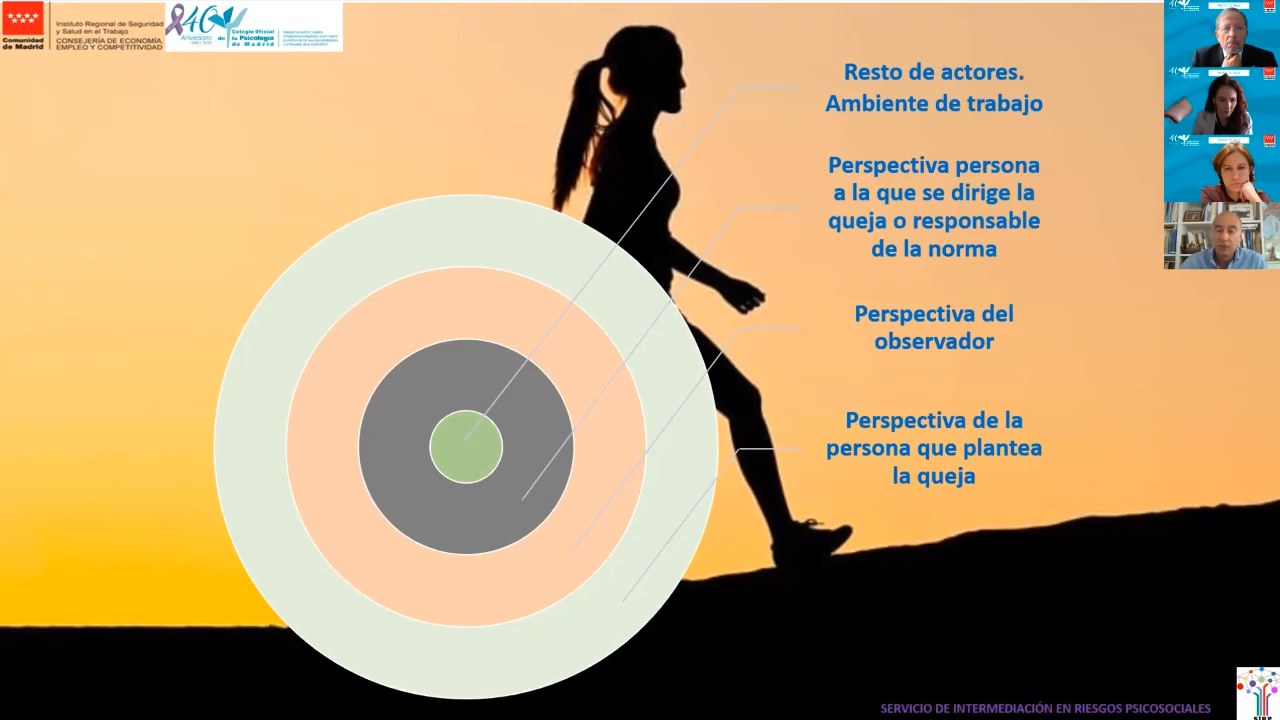 Comunidad
de Madrid
Instituto Regional de Seguridad
y Salud en el Trabajo
CONSEJERÍA DE ECONOMÍA,
EMPLEO Y COMPETITIVIDAD
40
Aniversario
de
Colegio Oficial
la Psicología
de Madrid
Resto de actores.
Ambiente de trabajo
Perspectiva persona
a la que se dirige la
queja o responsable
de la norma
Perspectiva del
observador
Perspectiva de la
persona que plantea
la queja
SERVICIO DE INTERMEDIACIÓN EN RIESGOS PSICOSOCIALES